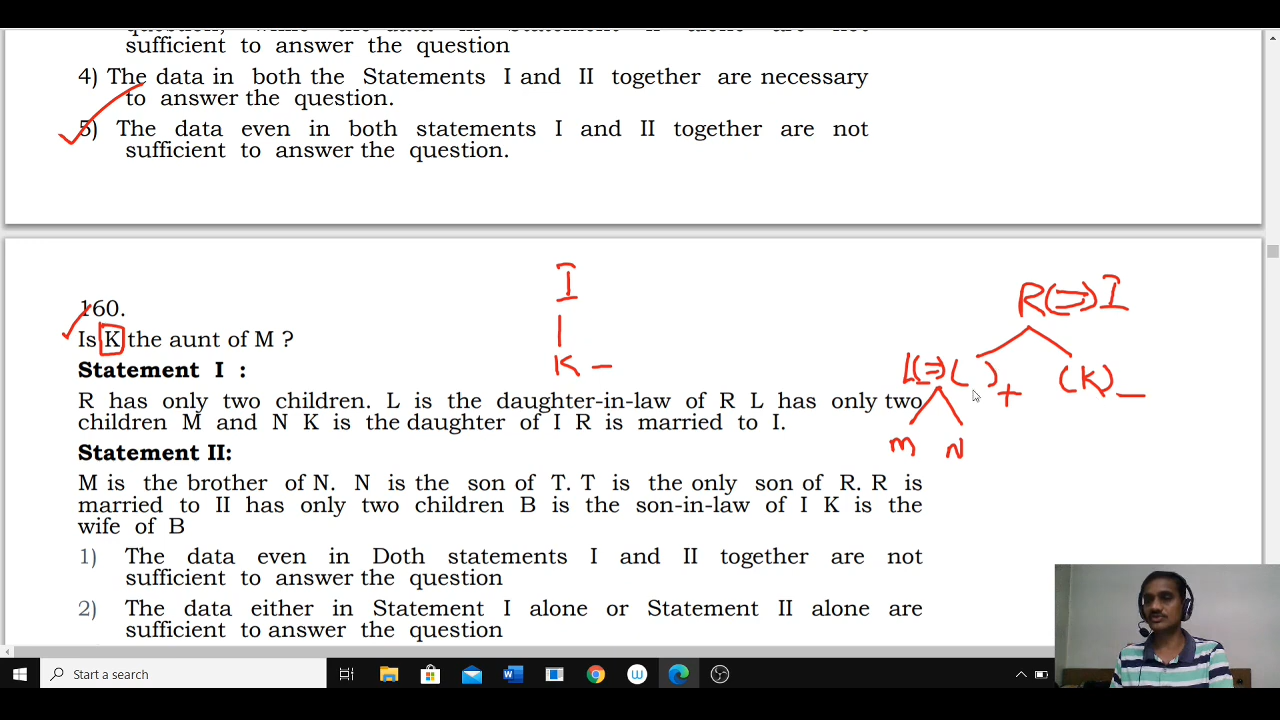 sufficient to answer the question
4) The data in both the Statements I and II together are necessary
to answer the question.
5) The data even in both statements I and II together are not
sufficient to answer the question.
I
R(⇒)I
160.
Is K the aunt of M ?
K –
L(⇒)( )+ (K)–
Statement I :
R has only two children. L is the daughter-in-law of R L has only two
children M and N K is the daughter of I R is married to I.
M N
Statement II:
M is the brother of N. N is the son of T. T is the only son of R. R is
married to II has only two children B is the son-in-law of I K is the
wife of B
1) The data even in Doth statements I and II together are not
sufficient to answer the question
2) The data either in Statement I alone or Statement II alone are
sufficient to answer the question
Start a search